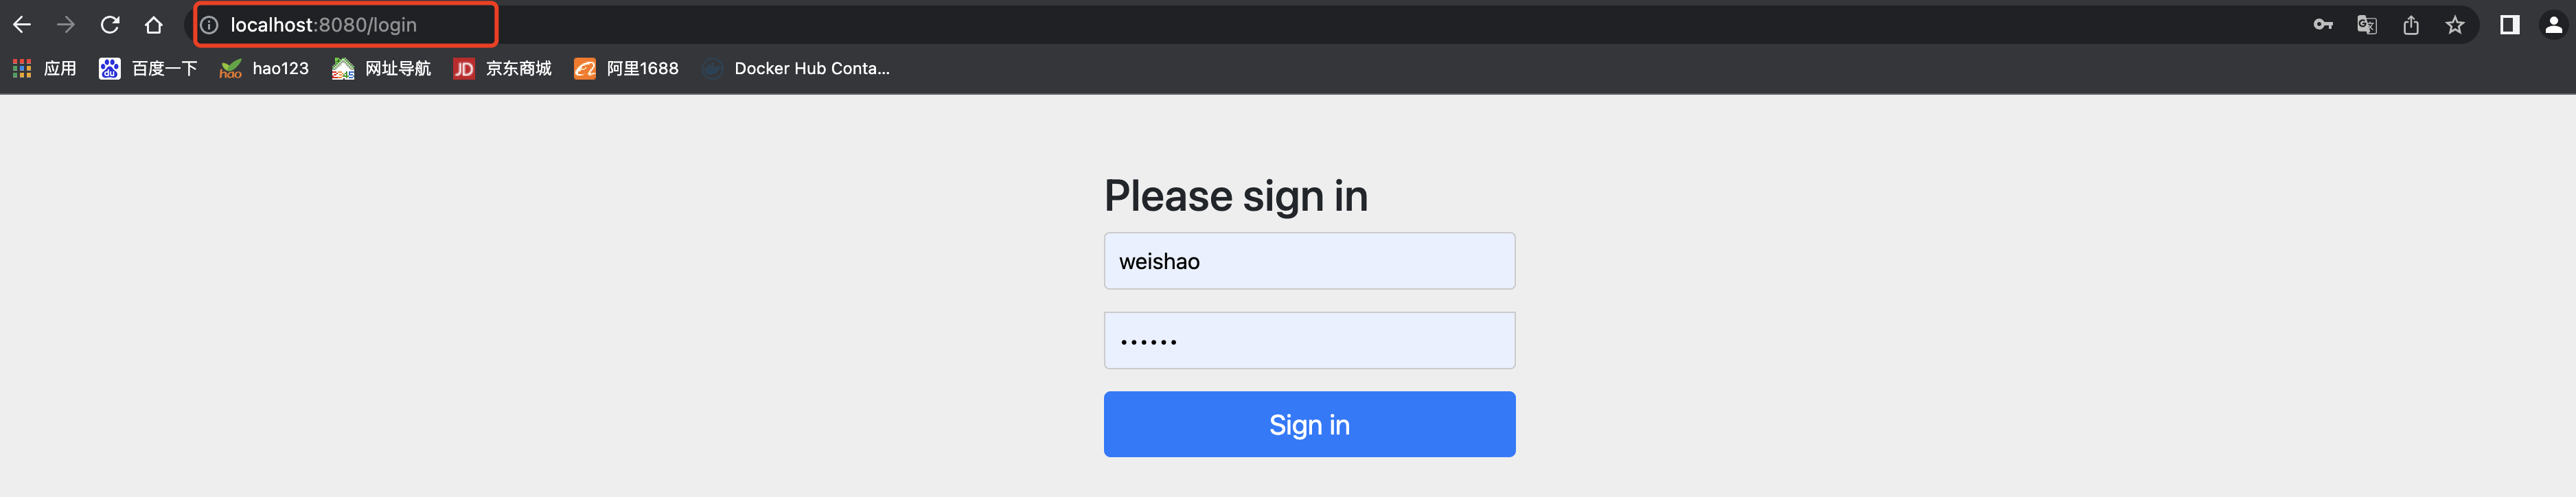 localhost:8080/login
应用 百度一下 hao123 网址导航 京东商城 阿里1688 Docker Hub Conta...
Please sign in
weishao
••••••
Sign in